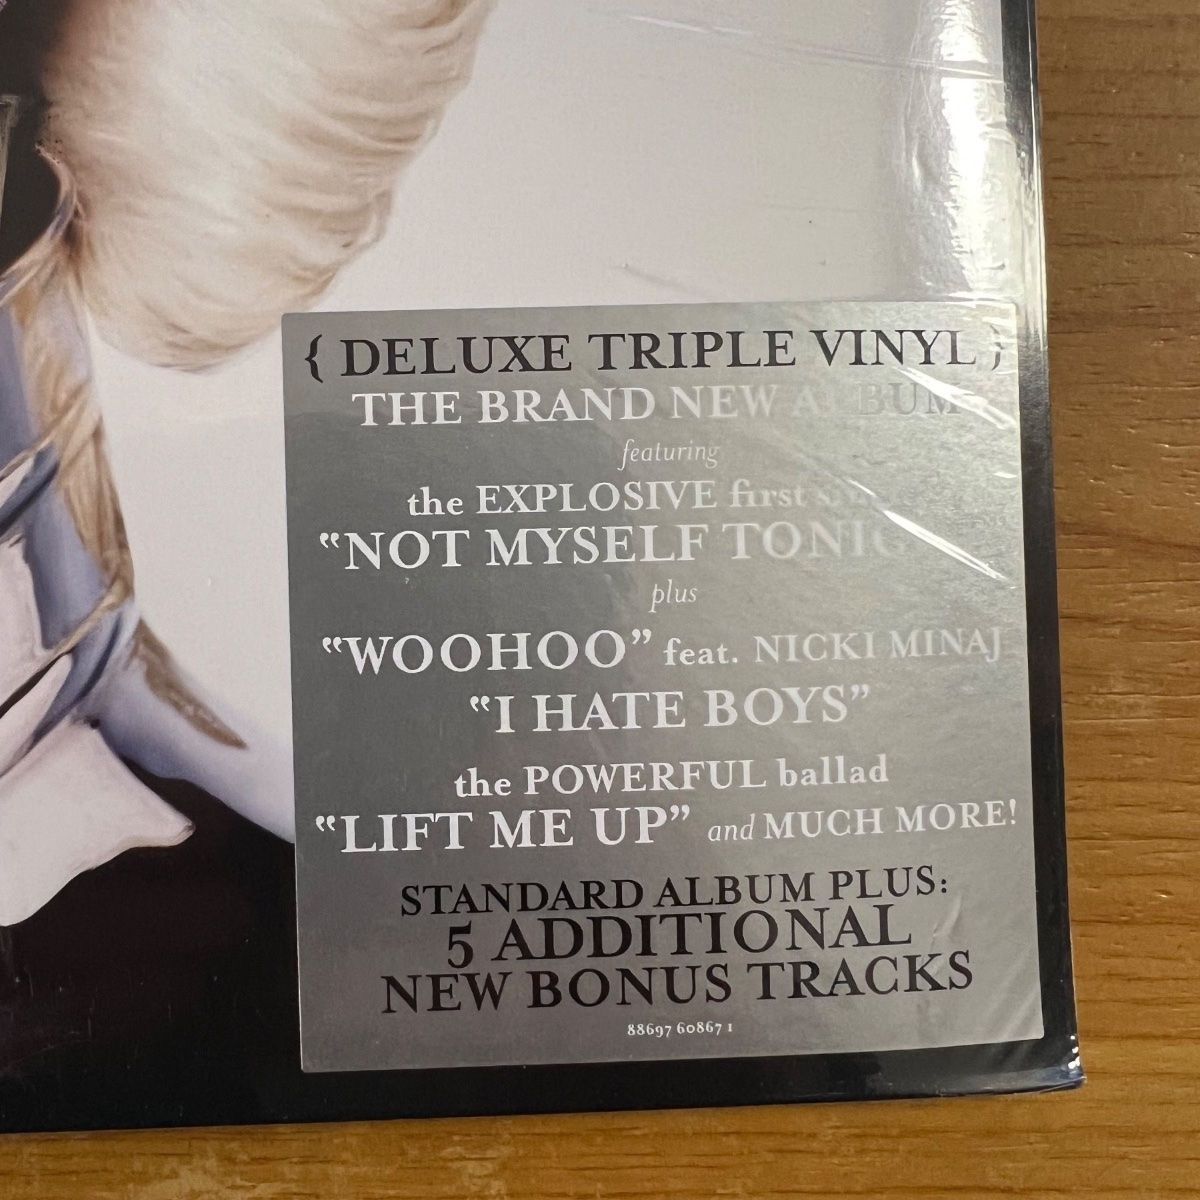 { DELUXE TRIPLE VINYL }
THE BRAND NEW ALBUM
featuring
the EXPLOSIVE first
“NOT MYSELF
plus
“WOOHOO” feat. NICKI MINAJ
“I HATE BOYS”
the POWERFUL ballad
“LIFT ME UP” and MUCH MORE!
STANDARD ALBUM PLUS:
5 ADDITIONAL
NEW BONUS TRACKS
88697 60867 1